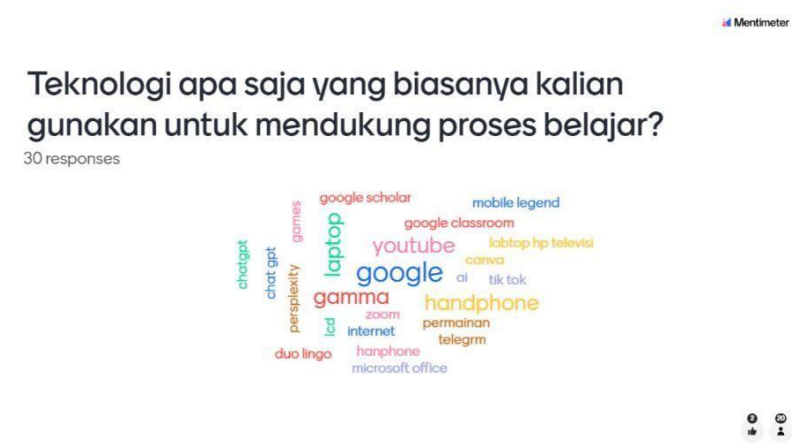 Mentimeter
Teknologi apa saja yang biasanya kalian
gunakan untuk mendukung proses belajar?
30 responses
google scholar
mobile legend
games
laptop
google classroom
youtube
labtop hp televisi
chatgpt
chat gpt
canva
google
ai
tik tok
persplexity
gamma
handphone
zoom
lcd
internet
permainan
telegrm
duo lingo
hanphone
microsoft office
2
20